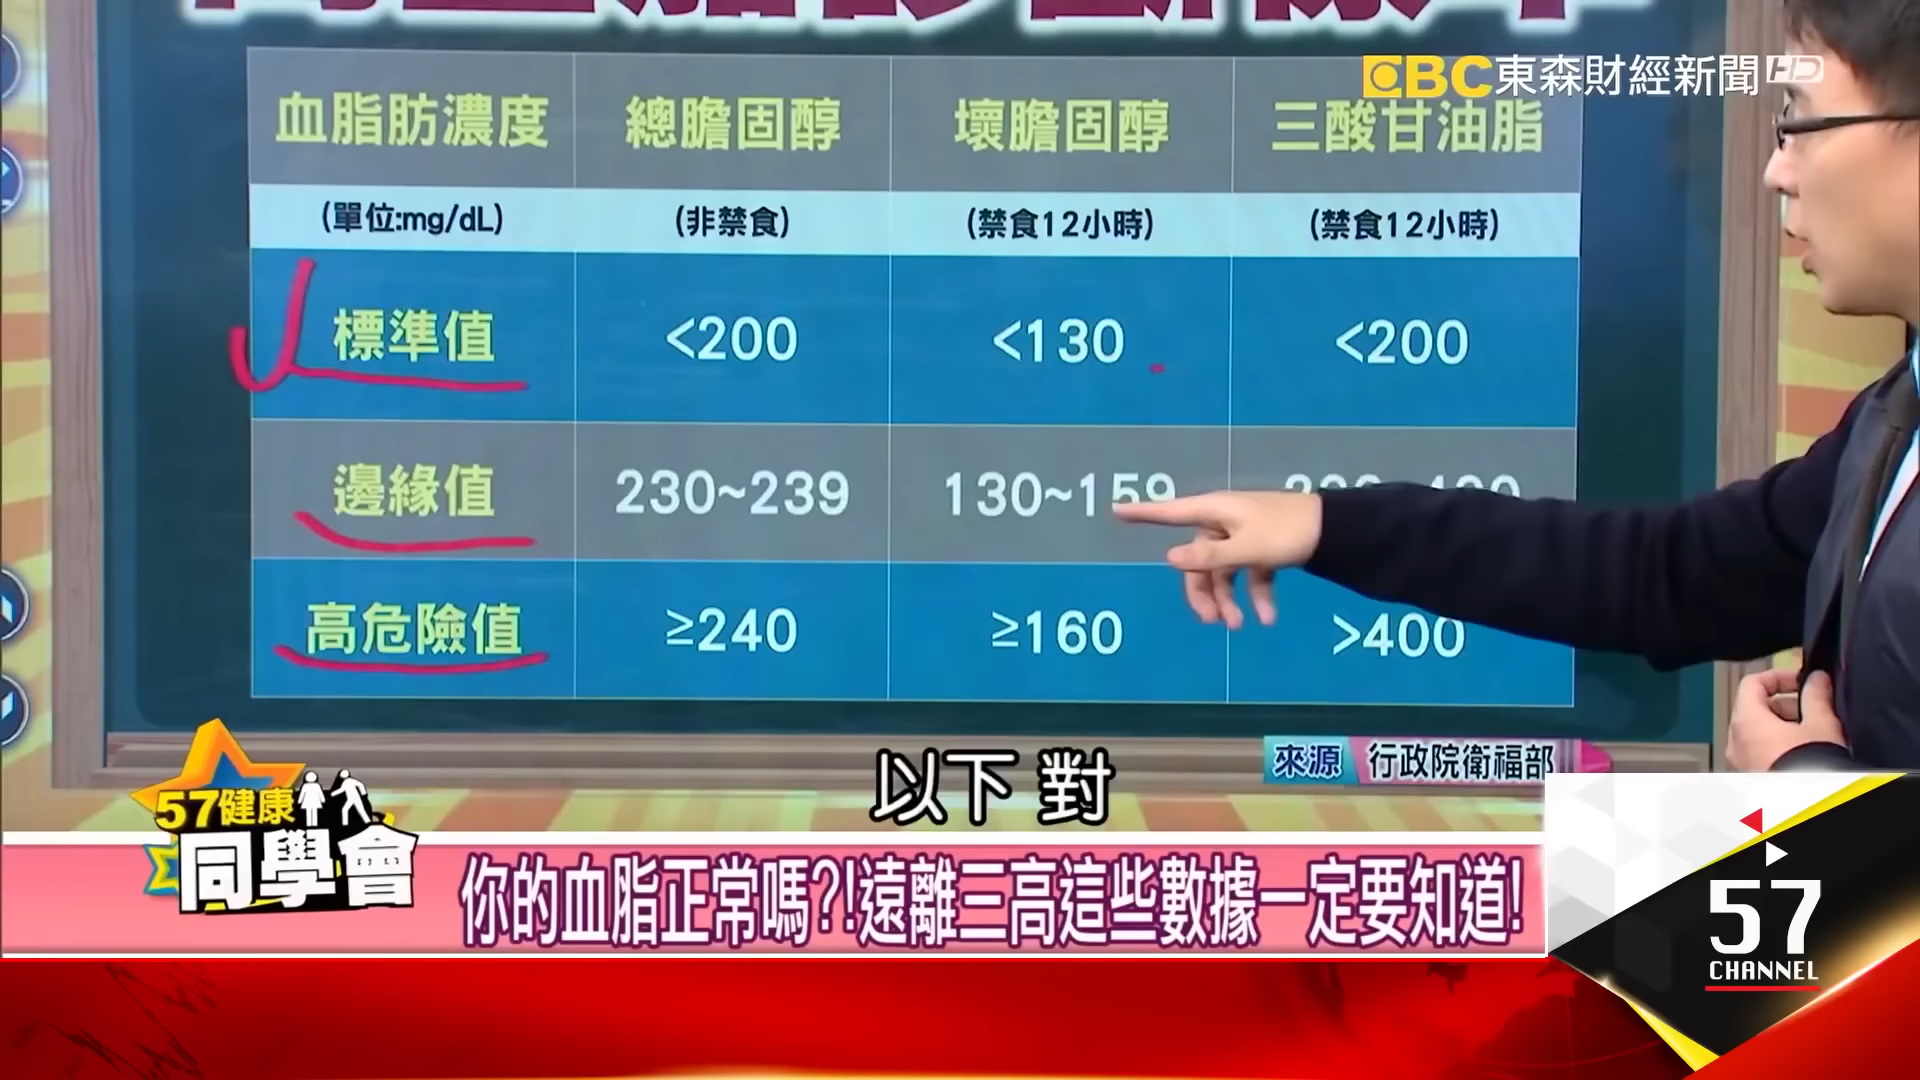 EBC東森財經新聞HD
血脂肪濃度 總膽固醇 壞膽固醇 三酸甘油脂
(單位:mg/dL) (非禁食) (禁食12小時) (禁食12小時)
標準值 <200 <130 <200
邊緣值 230~239 130~159
高危險值 ≥240 ≥160 >400
來源 行政院衛福部
以下 對
57健康
同學會
你的血脂正常嗎?!遠離三高這些數據一定要知道!
57
CHANNEL